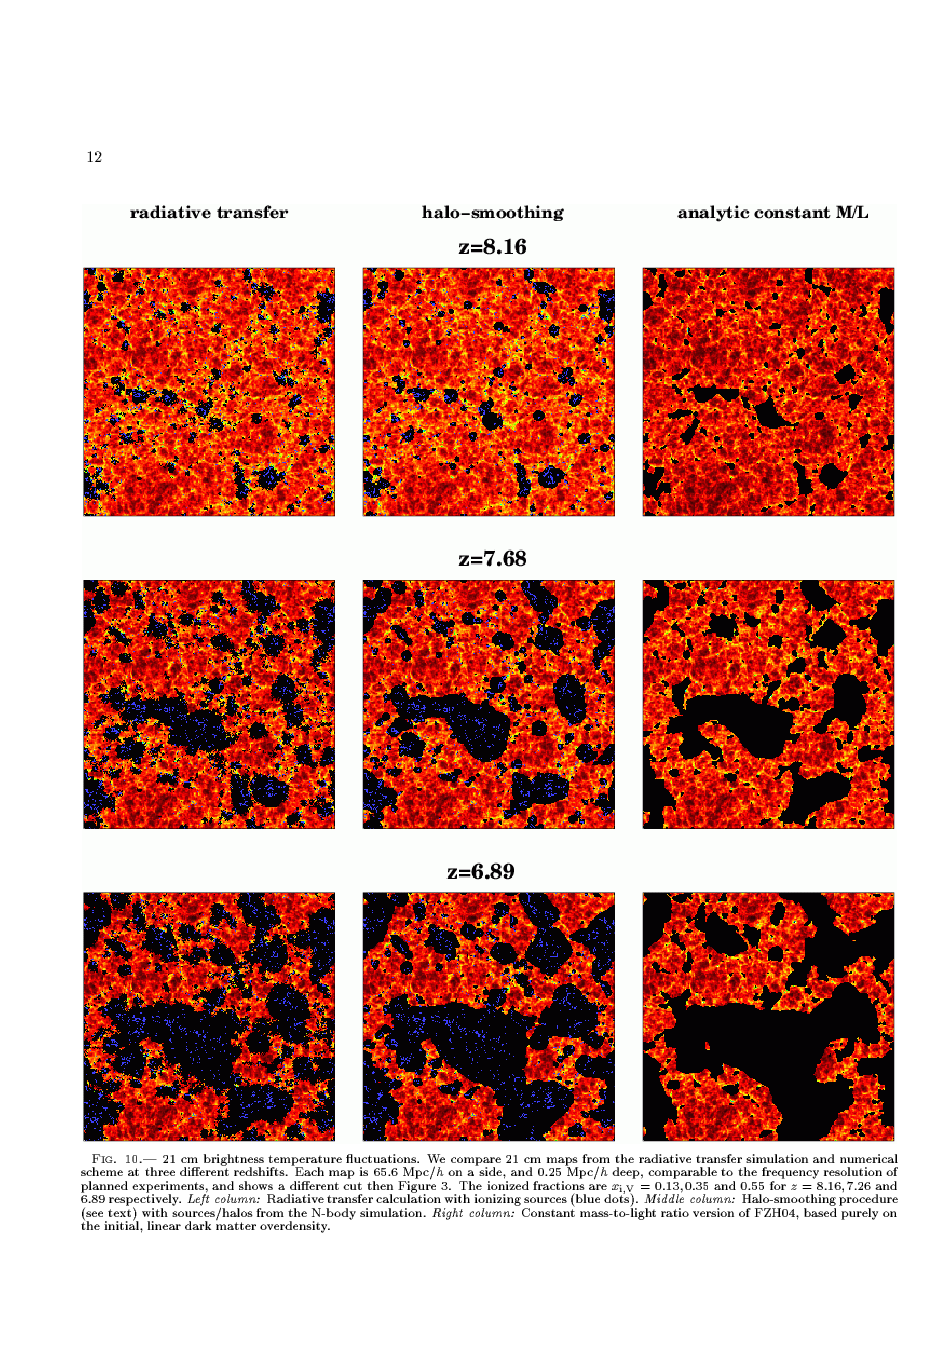 12
radiative transfer halo-smoothing analytic constant M/L
z=8.16
z=7.68
z=6.89
FIG. 10.— 21 cm brightness temperature fluctuations. We compare 21 cm maps from the radiative transfer simulation and numerical
scheme at three different redshifts. Each map is 65.6 Mpc/h on a side, and 0.25 Mpc/h deep, comparable to the frequency resolution of
planned experiments, and shows a different cut then Figure 3. The ionized fractions are x_{i,V} = 0.13, 0.35 and 0.55 for z = 8.16, 7.26 and
6.89 respectively. Left column: Radiative transfer calculation with ionizing sources (blue dots). Middle column: Halo-smoothing procedure
(see text) with sources/halos from the N-body simulation. Right column: Constant mass-to-light ratio version of FZH04, based purely on
the initial, linear dark matter overdensity.